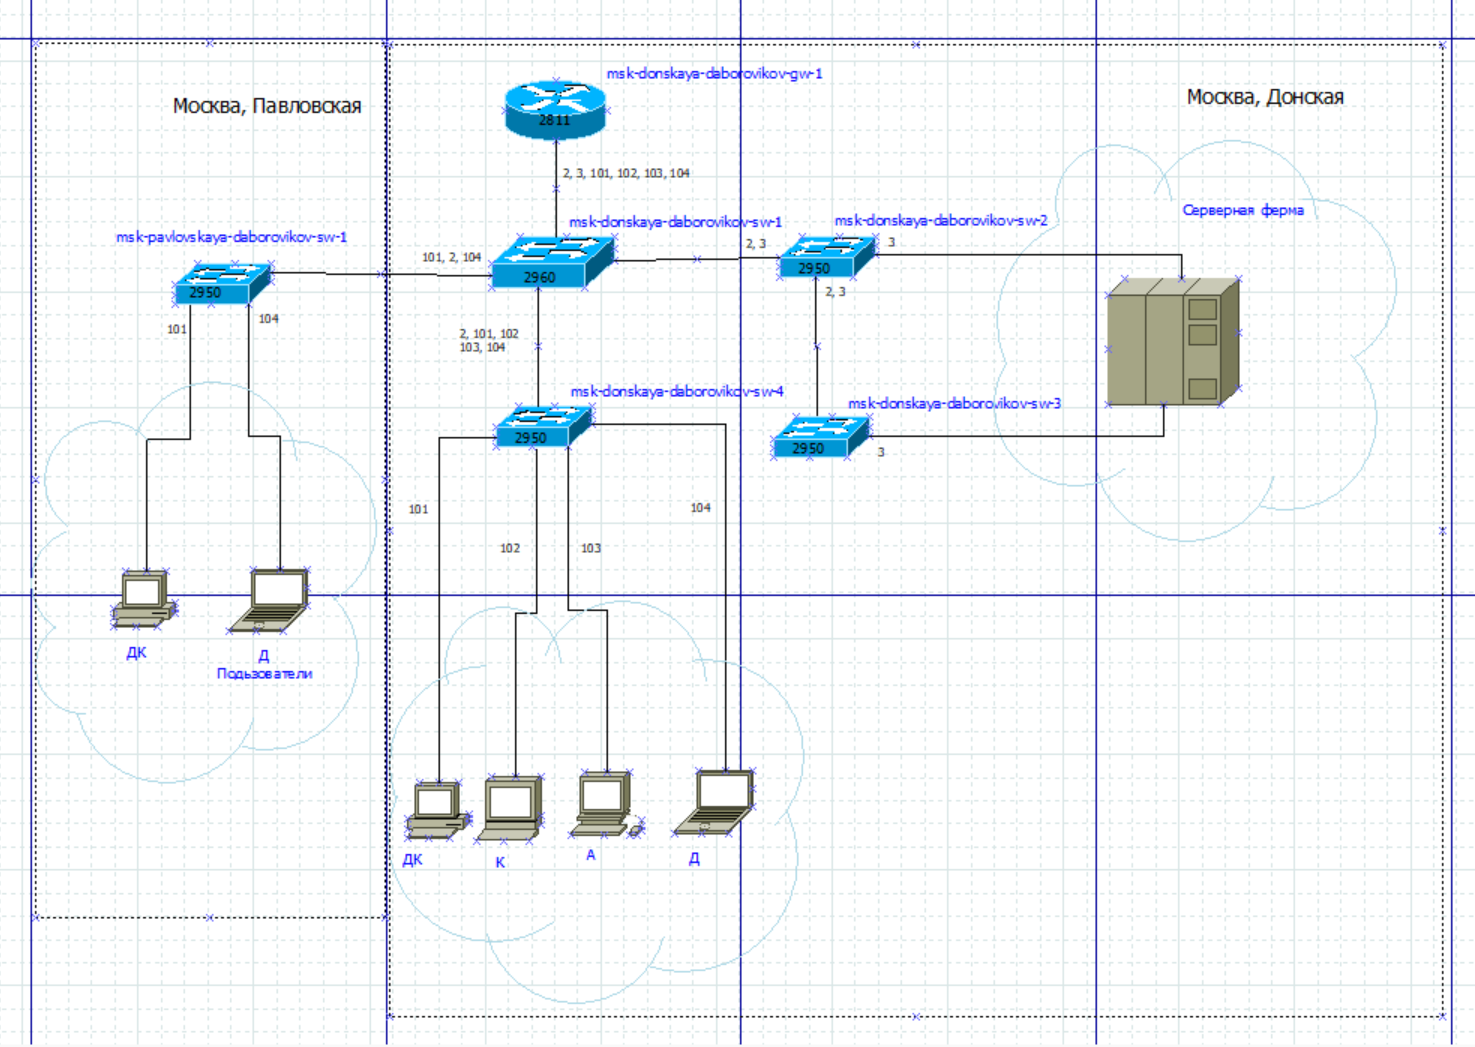 msk-donskaya-daborovikov-gw-1
Москва, Павловская
Москва, Донская
2811
2, 3, 101, 102, 103, 104
Серверная ферма
msk-donskaya-daborovikov-sw-1
msk-donskaya-daborovikov-sw-2
msk-pavlovskaya-daborovikov-sw-1
2, 3
3
101, 2, 104
2950
2960
2950
2, 3
104
101
2, 101, 102
103, 104
msk-donskaya-daborovikov-sw-4
msk-donskaya-daborovikov-sw-3
2950
2950
3
101
104
102
103
ДК
Д
Пользователи
ДК
К
А
Д